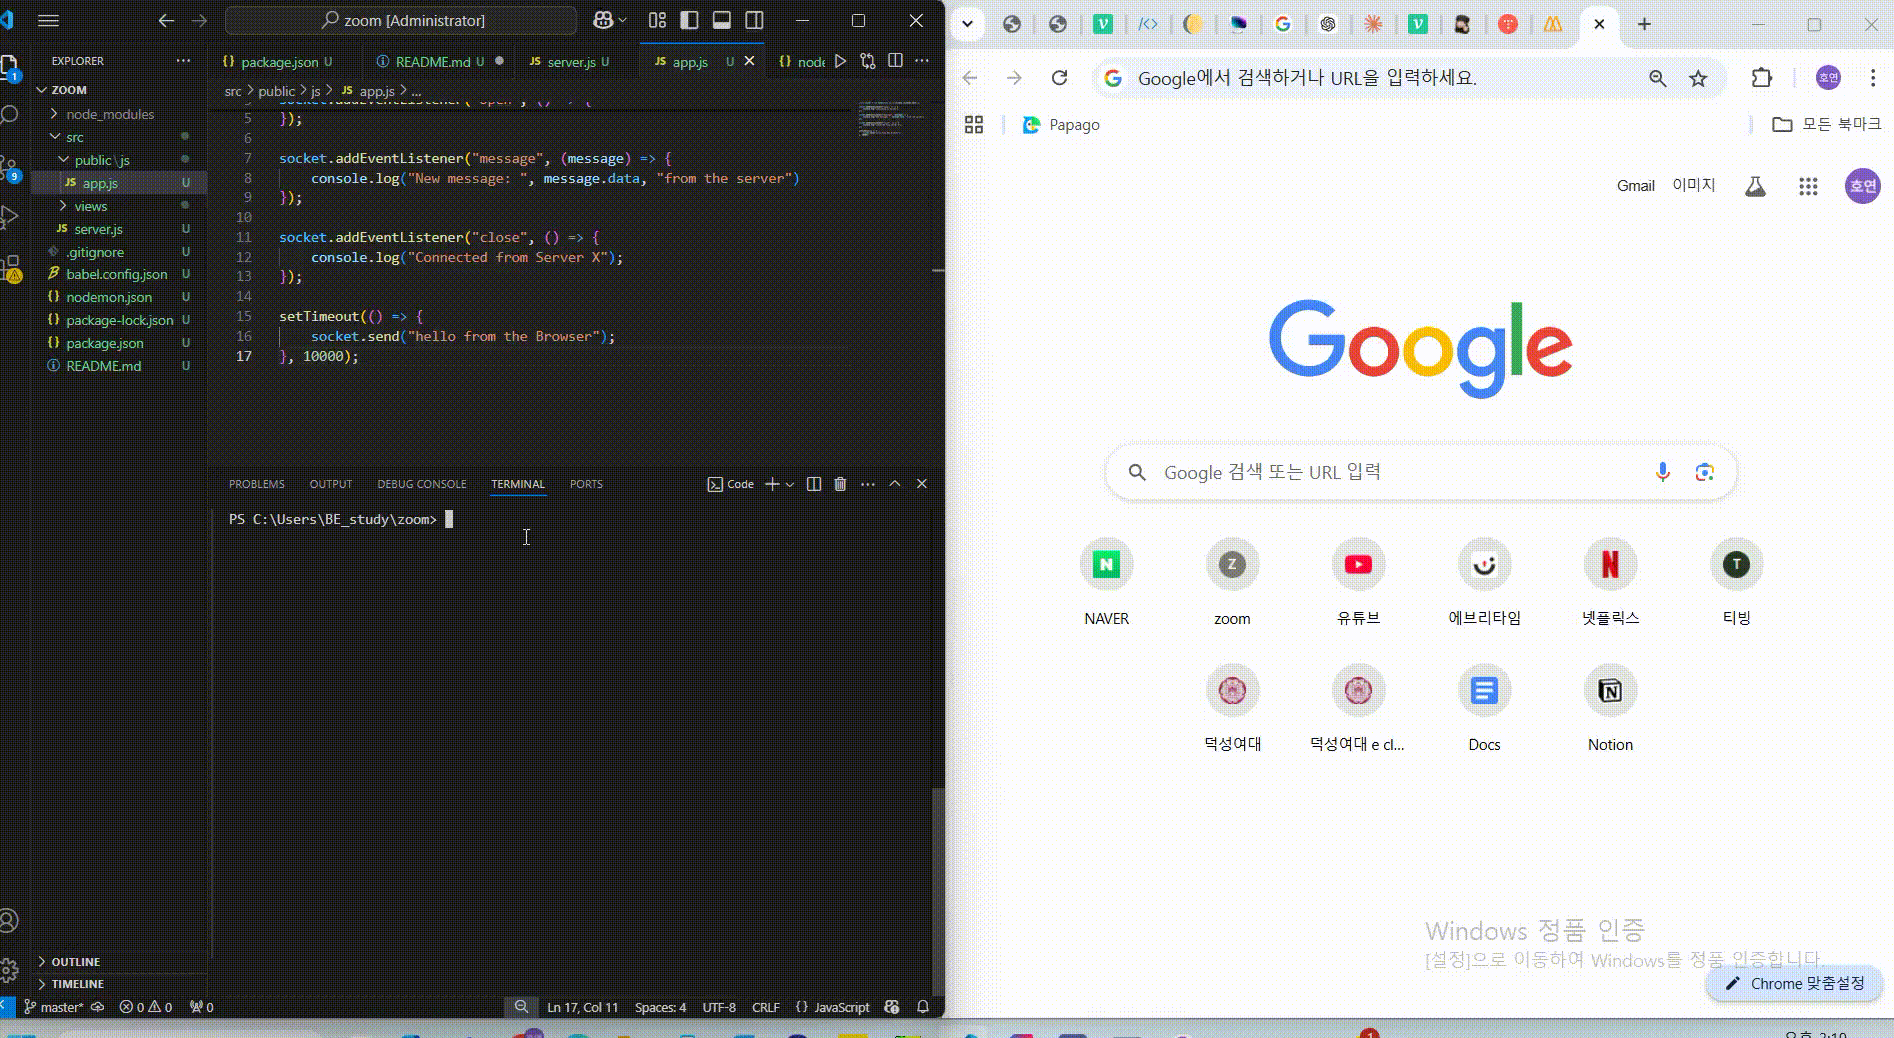 zoom [Administrator]
EXPLORER
ZOOM
node_modules
src
public\js
JS app.js U
views
JS server.js U
.gitignore U
babel.config.json U
{} nodemon.json U
{} package-lock.json U
{} package.json U
README.md U
OUTLINE
TIMELINE
1
9
{} package.json U
README.md U
JS server.js U
JS app.js U
{} node
src > public > js > JS app.js > ...
5 });
6
7 socket.addEventListener("message", (message) => {
8 console.log("New message: ", message.data, "from the server")
9 });
10
11 socket.addEventListener("close", () => {
12 console.log("Connected from Server X");
13 });
14
15 setTimeout(() => {
16 socket.send("hello from the Browser");
17 }, 10000);
PROBLEMS OUTPUT DEBUG CONSOLE TERMINAL PORTS
Code
PS C:\Users\BE_study\zoom>
master* 0 0 0
Ln 17, Col 11 Spaces: 4 UTF-8 CRLF {} JavaScript
Google에서 검색하거나 URL을 입력하세요.
호연
Papago
모든 북마크
Gmail 이미지
호연
Google
Google 검색 또는 URL 입력
N Z T
NAVER zoom 유튜브 에브리타임 넷플릭스 티빙
덕성여대 덕성여대 e cl... Docs Notion
Windows 정품 인증
[설정]으로 이동하여 Windows를 정품 인증합니다.
Chrome 맞춤설정